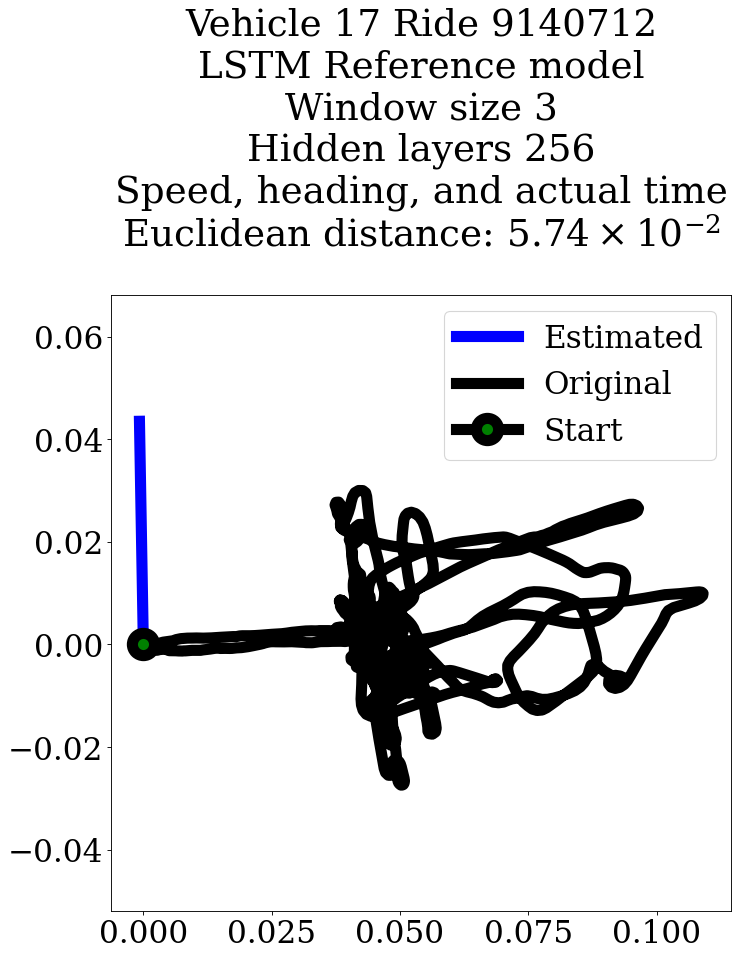 Vehicle 17 Ride 9140712
LSTM Reference model
Window size 3
Hidden layers 256
Speed, heading, and actual time
Euclidean distance: 5.74 × 10⁻²
Estimated
Original
Start
0.06
0.04
0.02
0.00
−0.02
−0.04
0.000 0.025 0.050 0.075 0.100